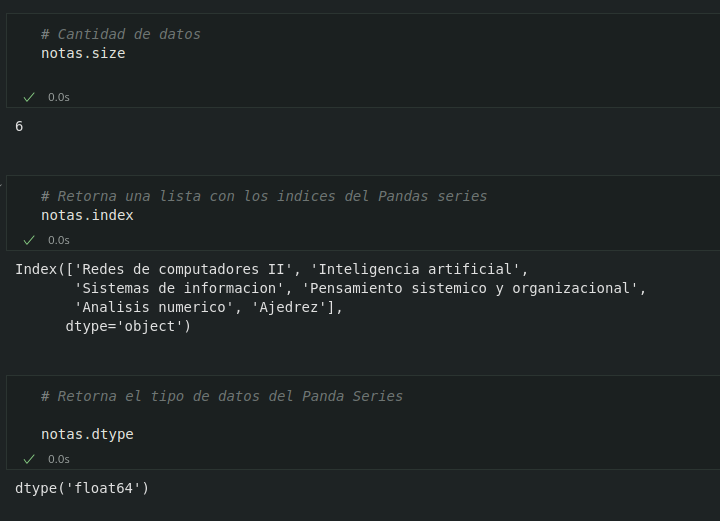 # Cantidad de datos
notas.size
✓ 0.0s
6
# Retorna una lista con los indices del Pandas series
notas.index
✓ 0.0s
Index(['Redes de computadores II', 'Inteligencia artificial',
'Sistemas de informacion', 'Pensamiento sistemico y organizacional',
'Analisis numerico', 'Ajedrez'],
dtype='object')
# Retorna el tipo de datos del Panda Series
notas.dtype
✓ 0.0s
dtype('float64')